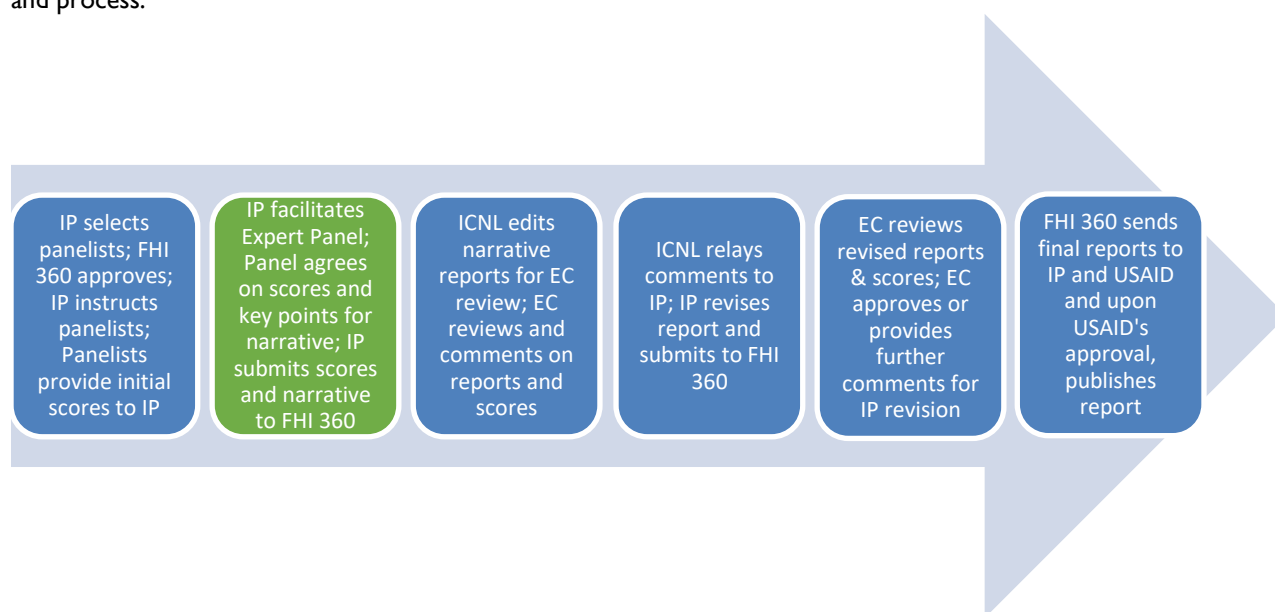 and process.
IP selects
panelists; FHI
360 approves;
IP instructs
panelists;
Panelists
provide initial
scores to IP
IP facilitates
Expert Panel;
Panel agrees
on scores and
key points for
narrative; IP
submits scores
and narrative
to FHI 360
ICNL edits
narrative
reports for EC
review; EC
reviews and
comments on
reports and
scores
ICNL relays
comments to
IP; IP revises
report and
submits to FHI
360
EC reviews
revised reports
& scores; EC
approves or
provides
further
comments for
IP revision
FHI 360 sends
final reports to
IP and USAID
and upon
USAID's
approval,
publishes
report